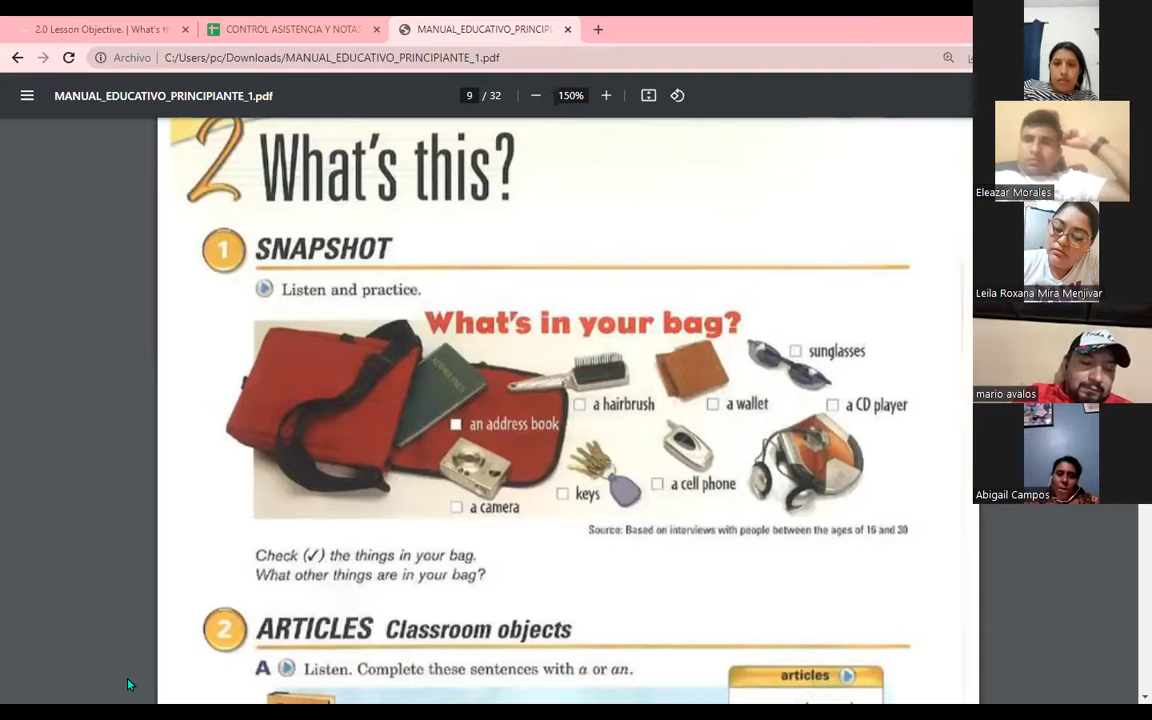 2.0 Lesson Objective. | What's th
CONTROL ASISTENCIA Y NOTAS
MANUAL_EDUCATIVO_PRINCIPI
Archivo
C:/Users/pc/Downloads/MANUAL_EDUCATIVO_PRINCIPIANTE_1.pdf
MANUAL_EDUCATIVO_PRINCIPIANTE_1.pdf
9 / 32
150%
2 What's this?
1 SNAPSHOT
Listen and practice.
What's in your bag?
sunglasses
a hairbrush
a wallet
a CD player
an address book
keys
a cell phone
a camera
Source: Based on interviews with people between the ages of 16 and 30
Check (✓) the things in your bag.
What other things are in your bag?
2 ARTICLES Classroom objects
A Listen. Complete these sentences with a or an.
articles
Eleazar Morales
Leila Roxana Mira Menjivar
mario avalos
Abigail Campos